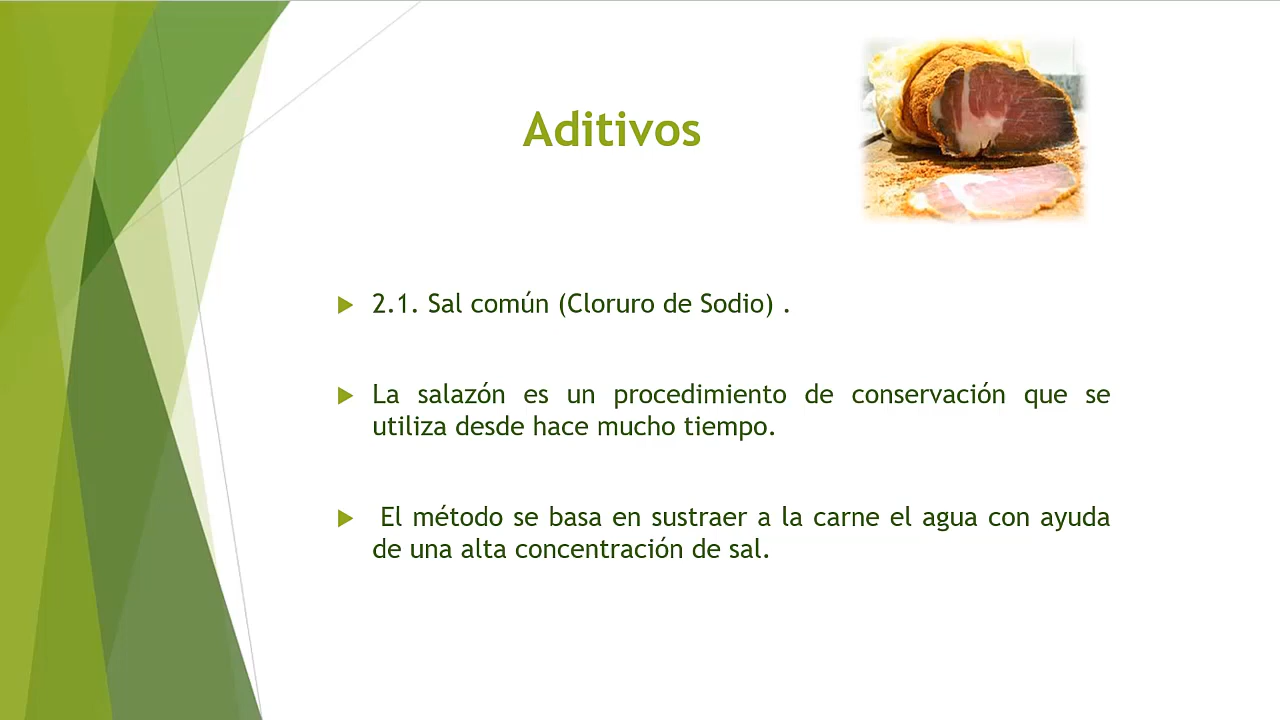 Aditivos
2.1. Sal común (Cloruro de Sodio) .
La salazón es un procedimiento de conservación que se
utiliza desde hace mucho tiempo.
El método se basa en sustraer a la carne el agua con ayuda
de una alta concentración de sal.